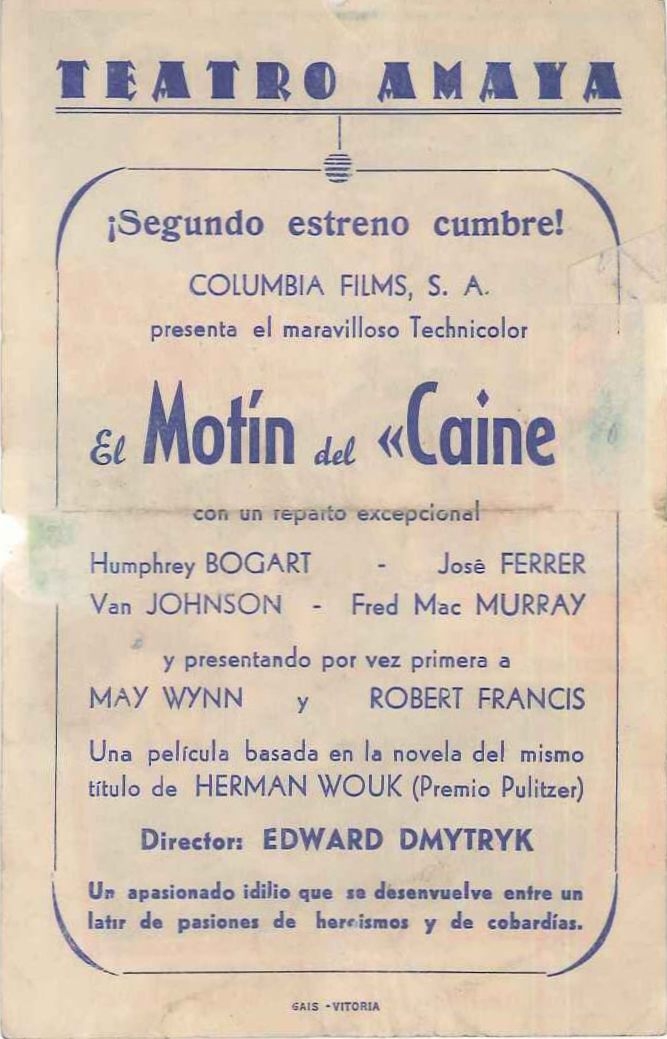 TEATRO AMAYA
¡Segundo estreno cumbre!
COLUMBIA FILMS, S. A.
presenta el maravilloso Technicolor
El Motín del «Caine
con un reparto excepcional
Humphrey BOGART - José FERRER
Van JOHNSON - Fred Mac MURRAY
y presentando por vez primera a
MAY WYNN y ROBERT FRANCIS
Una película basada en la novela del mismo
título de HERMAN WOUK (Premio Pulitzer)
Director: EDWARD DMYTRYK
Un apasionado idilio que se desenvuelve entre un
latir de pasiones de heroismos y de cobardías.
GAIS - VITORIA